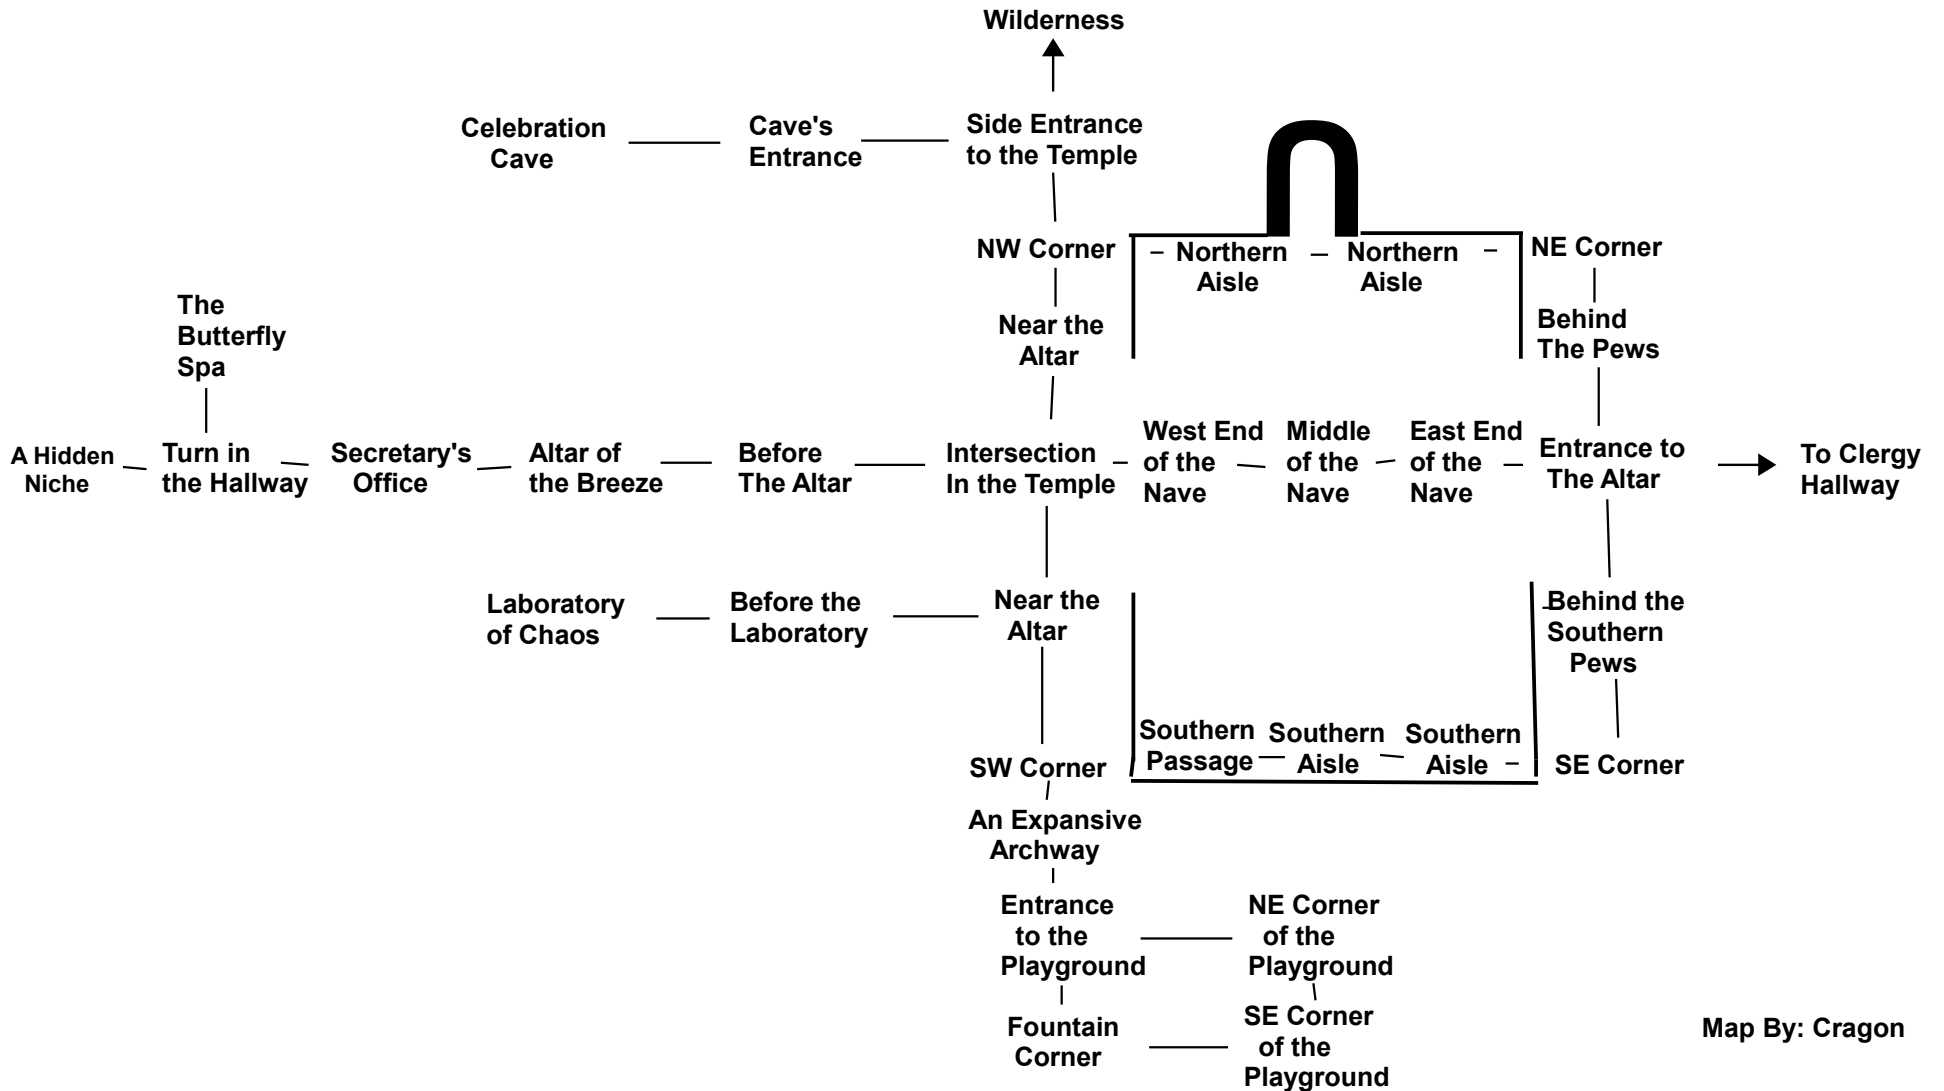 Wilderness
Celebration
Cave
Cave's
Entrance
Side Entrance
to the Temple
NW Corner
Northern
Aisle
Northern
Aisle
NE Corner
The
Butterfly
Spa
Near the
Altar
Behind
The Pews
A Hidden
Niche
Turn in
the Hallway
Secretary's
Office
Altar of
the Breeze
Before
The Altar
Intersection
In the Temple
West End
of the
Nave
Middle
of the
Nave
East End
of the
Nave
Entrance to
The Altar
To Clergy
Hallway
Laboratory
of Chaos
Before the
Laboratory
Near the
Altar
Behind the
Southern
Pews
SW Corner
Southern
Passage
Southern
Aisle
Southern
Aisle
SE Corner
An Expansive
Archway
Entrance
to the
Playground
NE Corner
of the
Playground
Fountain
Corner
SE Corner
of the
Playground
Map By: Cragon